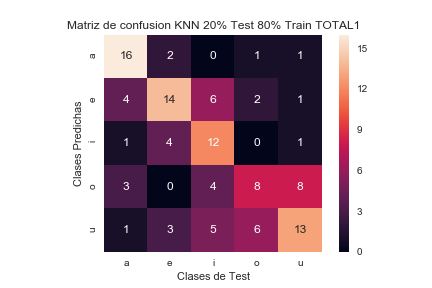 Matriz de confusion KNN 20% Test 80% Train TOTAL1
a 16 2 0 1 1
e 4 14 6 2 1
i 1 4 12 0 1
o 3 0 4 8 8
u 1 3 5 6 13
a e i o u
Clases de Test
Clases Predichas
15
12
9
6
3
0